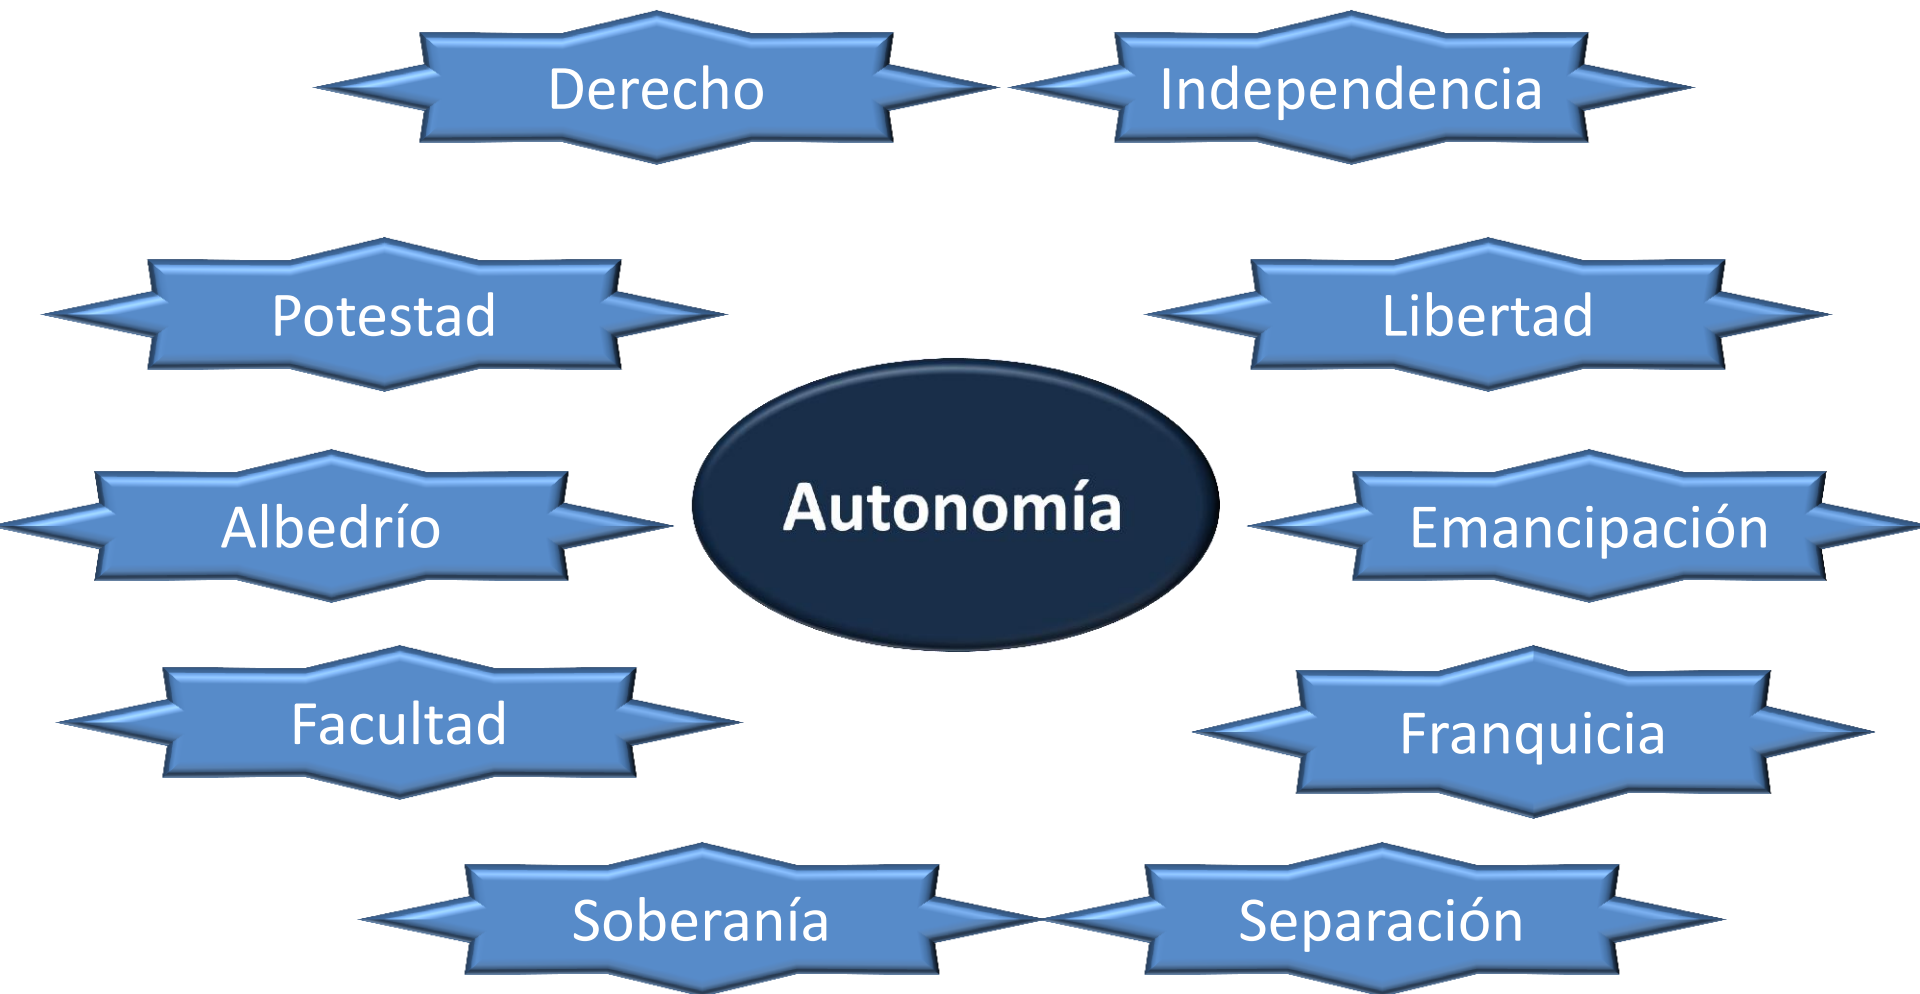 Derecho
Independencia
Potestad
Libertad
Autonomía
Albedrío
Emancipación
Facultad
Franquicia
Soberanía
Separación